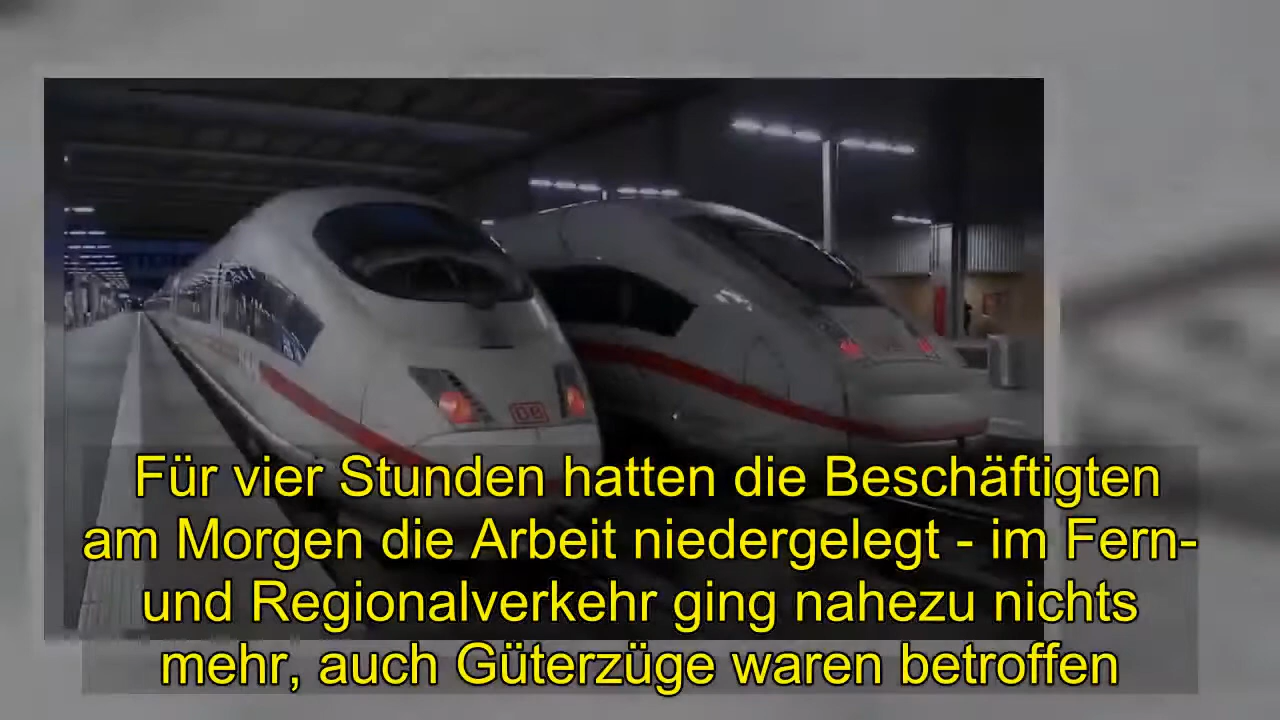 DB
Für vier Stunden hatten die Beschäftigten
am Morgen die Arbeit niedergelegt - im Fern-
und Regionalverkehr ging nahezu nichts
mehr, auch Güterzüge waren betroffen